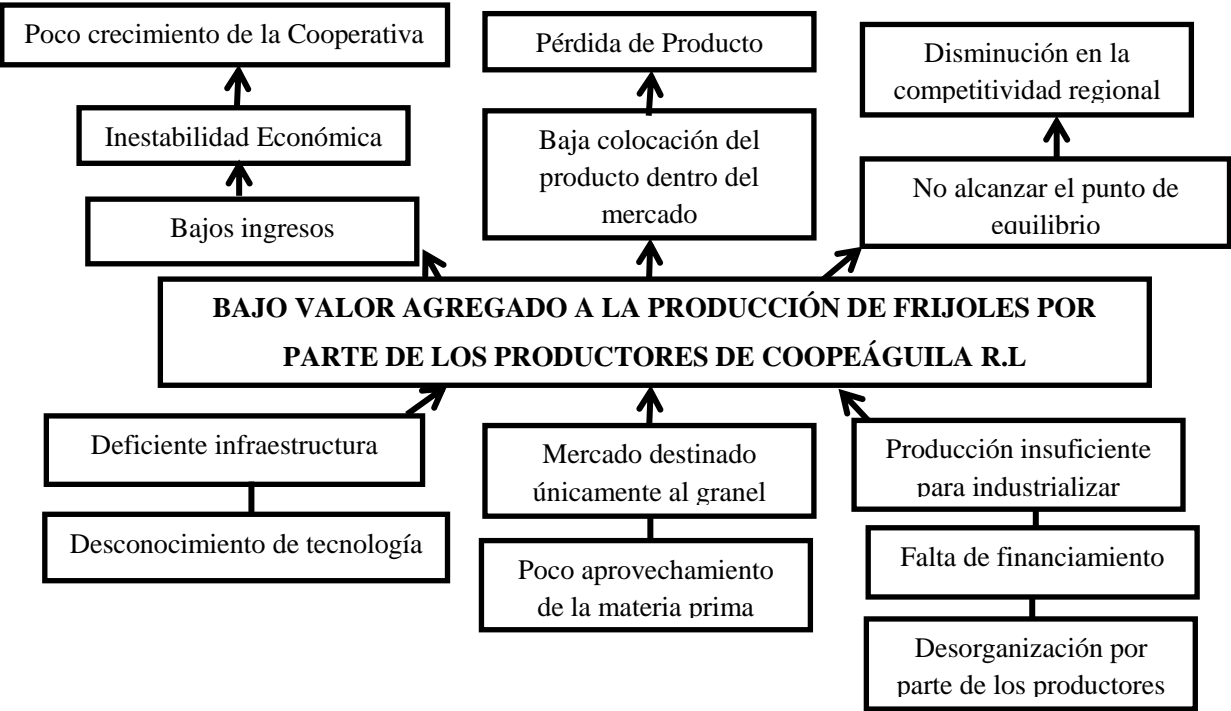 Poco crecimiento de la Cooperativa
Pérdida de Producto
Disminución en la
competitividad regional
Inestabilidad Económica
Baja colocación del
producto dentro del
mercado
No alcanzar el punto de
equilibrio
Bajos ingresos
BAJO VALOR AGREGADO A LA PRODUCCIÓN DE FRIJOLES POR
PARTE DE LOS PRODUCTORES DE COOPEÁGUILA R.L
Deficiente infraestructura
Mercado destinado
únicamente al granel
Producción insuficiente
para industrializar
Desconocimiento de tecnología
Poco aprovechamiento
de la materia prima
Falta de financiamiento
Desorganización por
parte de los productores